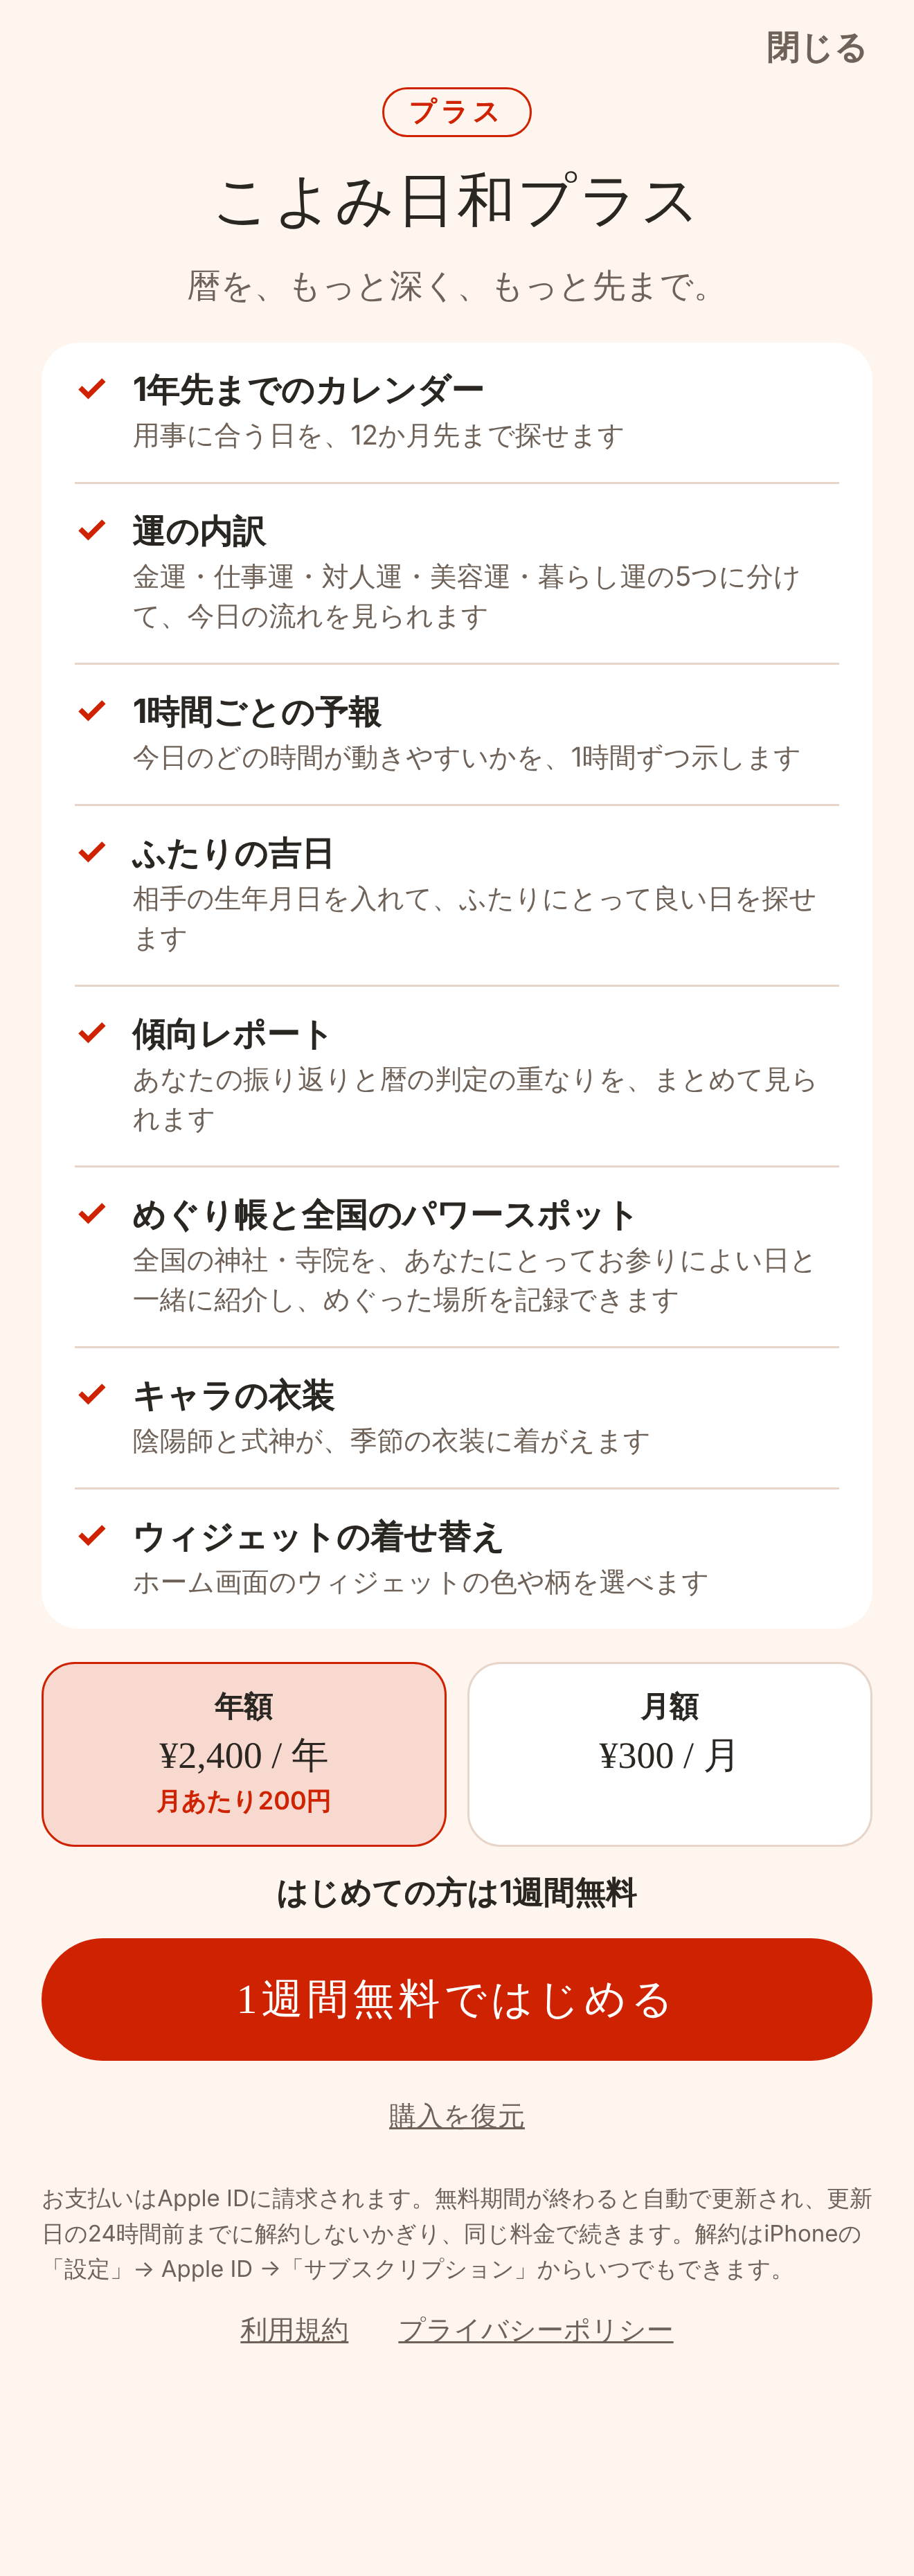 閉じる
プラス
こよみ日和プラス
暦を、もっと深く、もっと先まで。
1年先までのカレンダー
用事に合う日を、12か月先まで探せます
運の内訳
金運・仕事運・対人運・美容運・暮らし運の5つに分け
て、今日の流れを見られます
1時間ごとの予報
今日のどの時間が動きやすいかを、1時間ずつ示します
ふたりの吉日
相手の生年月日を入れて、ふたりにとって良い日を探せ
ます
傾向レポート
あなたの振り返りと暦の判定の重なりを、まとめて見ら
れます
めぐり帳と全国のパワースポット
全国の神社・寺院を、あなたにとってお参りによい日と
一緒に紹介し、めぐった場所を記録できます
キャラの衣装
陰陽師と式神が、季節の衣装に着がえます
ウィジェットの着せ替え
ホーム画面のウィジェットの色や柄を選べます
年額
¥2,400 / 年
月あたり200円
月額
¥300 / 月
はじめての方は1週間無料
1週間無料ではじめる
購入を復元
お支払いはApple IDに請求されます。無料期間が終わると自動で更新され、更新
日の24時間前までに解約しないかぎり、同じ料金で続きます。解約はiPhoneの
「設定」→ Apple ID →「サブスクリプション」からいつでもできます。
利用規約 プライバシーポリシー